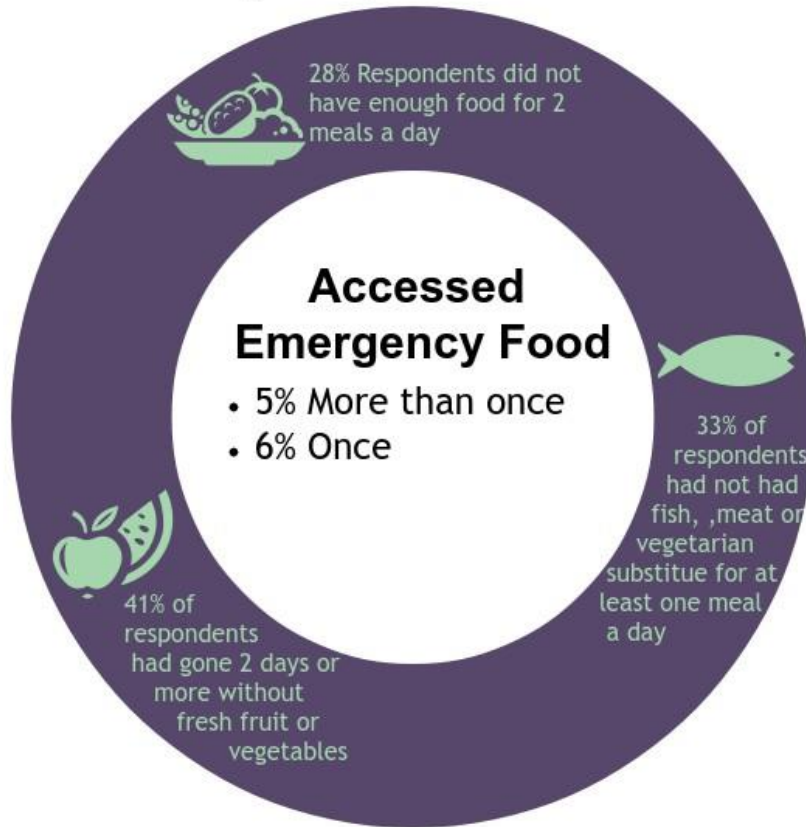 28% Respondents did not
have enough food for 2
meals a day
Accessed
Emergency Food
• 5% More than once
• 6% Once
33% of
respondents
had not had
fish, ,meat or
vegetarian
substitue for at
least one meal
a day
41% of
respondents
had gone 2 days or
more without
fresh fruit or
vegetables